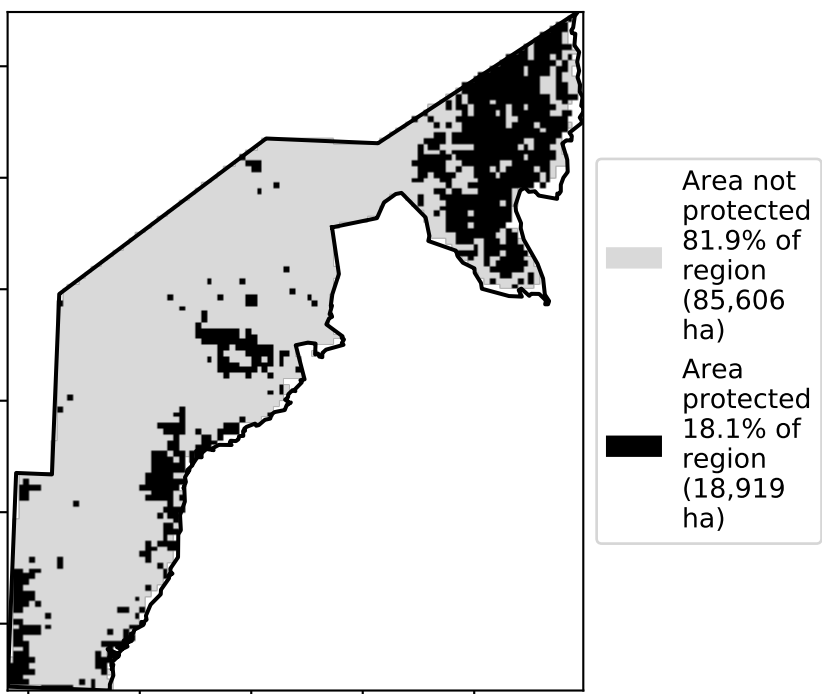 Area not
protected
81.9% of
region
(85,606
ha)
Area
protected
18.1% of
region
(18,919
ha)